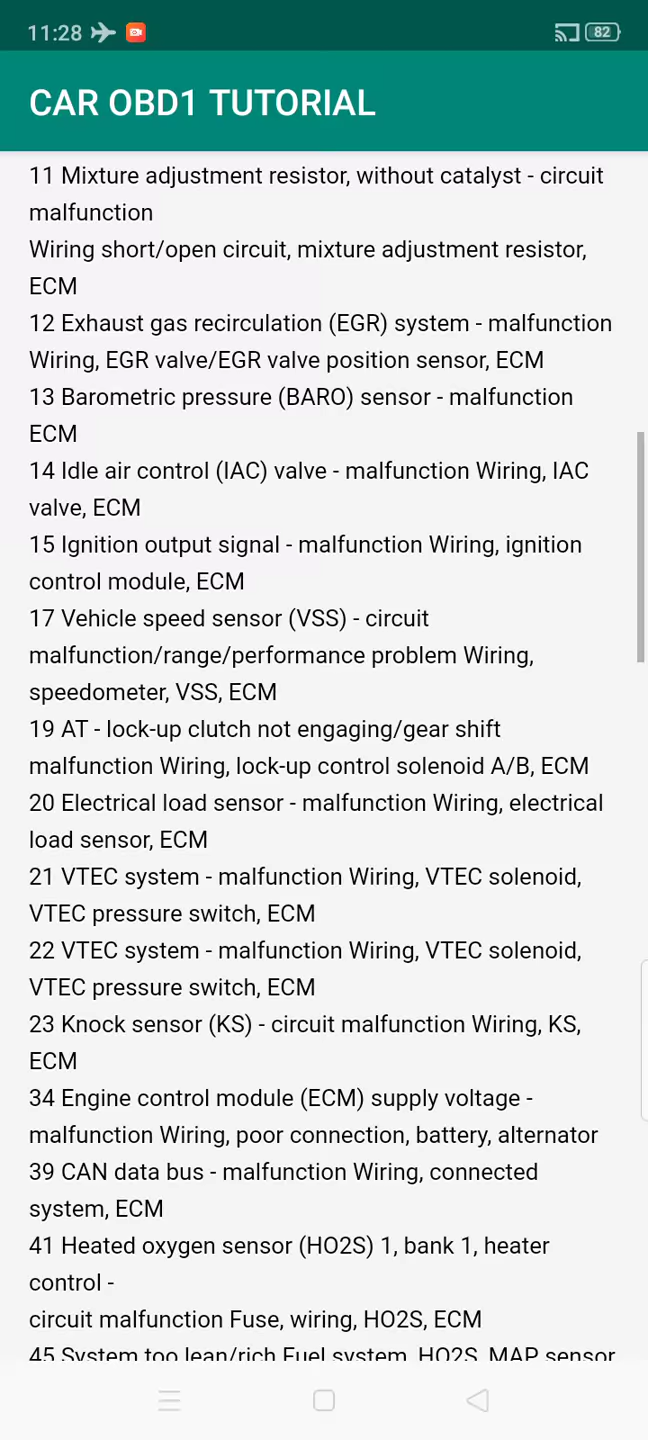 11:28
82
CAR OBD1 TUTORIAL
11 Mixture adjustment resistor, without catalyst - circuit
malfunction
Wiring short/open circuit, mixture adjustment resistor,
ECM
12 Exhaust gas recirculation (EGR) system - malfunction
Wiring, EGR valve/EGR valve position sensor, ECM
13 Barometric pressure (BARO) sensor - malfunction
ECM
14 Idle air control (IAC) valve - malfunction Wiring, IAC
valve, ECM
15 Ignition output signal - malfunction Wiring, ignition
control module, ECM
17 Vehicle speed sensor (VSS) - circuit
malfunction/range/performance problem Wiring,
speedometer, VSS, ECM
19 AT - lock-up clutch not engaging/gear shift
malfunction Wiring, lock-up control solenoid A/B, ECM
20 Electrical load sensor - malfunction Wiring, electrical
load sensor, ECM
21 VTEC system - malfunction Wiring, VTEC solenoid,
VTEC pressure switch, ECM
22 VTEC system - malfunction Wiring, VTEC solenoid,
VTEC pressure switch, ECM
23 Knock sensor (KS) - circuit malfunction Wiring, KS,
ECM
34 Engine control module (ECM) supply voltage -
malfunction Wiring, poor connection, battery, alternator
39 CAN data bus - malfunction Wiring, connected
system, ECM
41 Heated oxygen sensor (HO2S) 1, bank 1, heater
control -
circuit malfunction Fuse, wiring, HO2S, ECM
45 System too lean/rich Fuel system, HO2S, MAP sensor